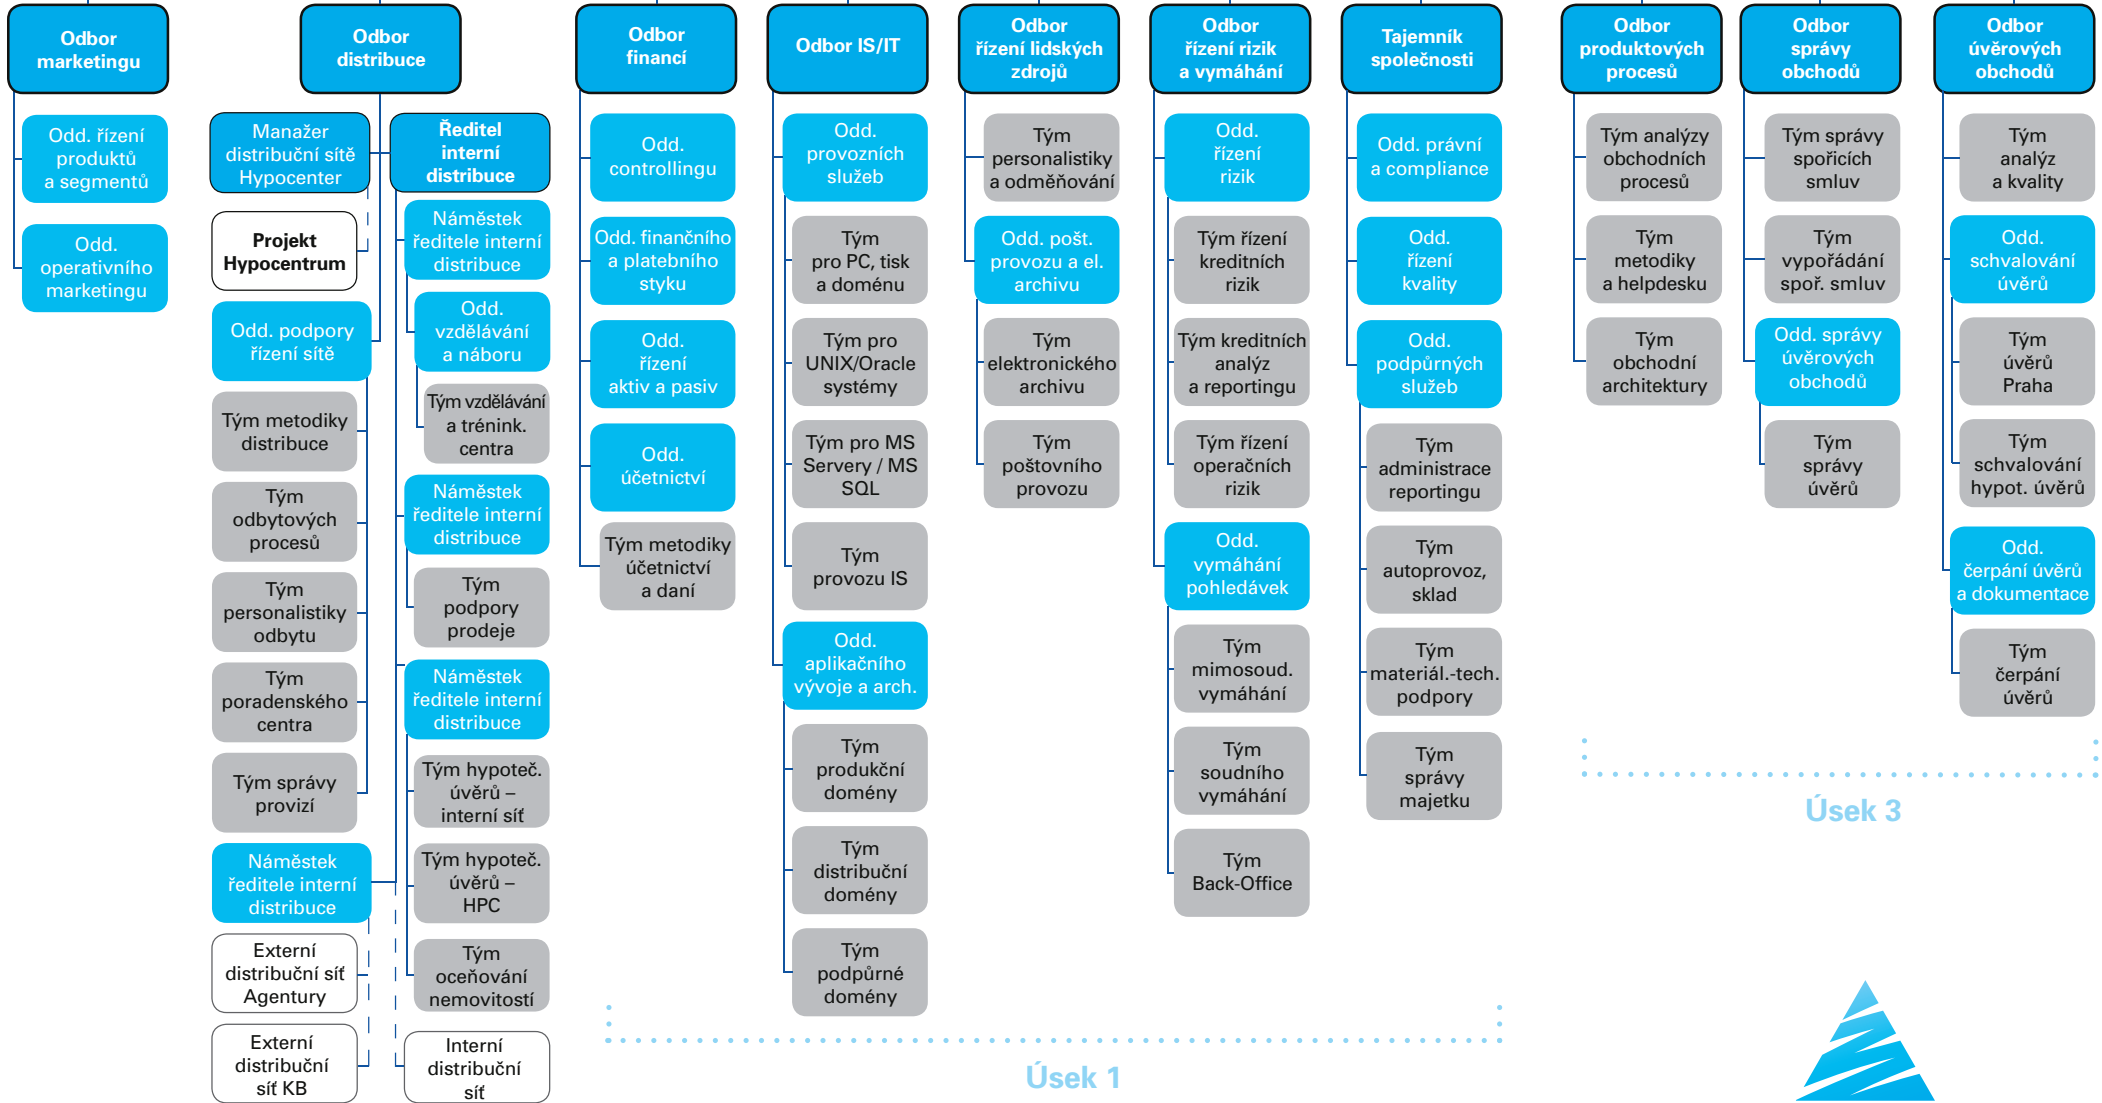 Odbor
marketingu
Odd. řízení
produktů
a segmentů
Odd.
operativního
marketingu
Odbor
distribuce
Manažer
distribuční sítě
Hypocenter
Projekt
Hypocentrum
Odd. podpory
řízení sítě
Tým metodiky
distribuce
Tým
odbytových
procesů
Tým
personalistiky
odbytu
Tým
poradenského
centra
Tým správy
provizí
Náměstek
ředitele interní
distribuce
Externí
distribuční síť
Agentury
Externí
distribuční
síť KB
Ředitel
interní
distribuce
Náměstek
ředitele interní
distribuce
Odd.
vzdělávání
a náboru
Tým vzdělávání
a trénink.
centra
Náměstek
ředitele interní
distribuce
Tým
podpory
prodeje
Náměstek
ředitele interní
distribuce
Tým hypoteč.
úvěrů –
interní síť
Tým hypoteč.
úvěrů –
HPC
Tým
oceňování
nemovitostí
Interní
distribuční
síť
Odbor
financí
Odd.
controllingu
Odd. finančního
a platebního
styku
Odd.
řízení
aktiv a pasiv
Odd.
účetnictví
Tým metodiky
účetnictví
a daní
Odbor IS/IT
Odd.
provozních
služeb
Tým
pro PC, tisk
a doménu
Tým pro
UNIX/Oracle
systémy
Tým pro MS
Servery / MS
SQL
Tým
provozu IS
Odd.
aplikačního
vývoje a arch.
Tým
produkční
domény
Tým
distribuční
domény
Tým
podpůrné
domény
Odbor
řízení lidských
zdrojů
Tým
personalistiky
a odměňování
Odd. pošt.
provozu a el.
archivu
Tým
elektronického
archivu
Tým
poštovního
provozu
Odbor
řízení rizik
a vymáhání
Odd.
řízení
rizik
Tým řízení
kreditních
rizik
Tým kreditních
analýz
a reportingu
Tým řízení
operačních
rizik
Odd.
vymáhání
pohledávek
Tým
mimosoud.
vymáhání
Tým
soudního
vymáhání
Tým
Back-Office
Tajemník
společnosti
Odd. právní
a compliance
Odd.
řízení
kvality
Odd.
podpůrných
služeb
Tým
administrace
reportingu
Tým
autoprovoz,
sklad
Tým
materiál.-tech.
podpory
Tým
správy
majetku
Úsek 1
Odbor
produktových
procesů
Tým analýzy
obchodních
procesů
Tým
metodiky
a helpdesku
Tým
obchodní
architektury
Odbor
správy
obchodů
Tým správy
spořicích
smluv
Tým
vypořádání
spoř. smluv
Odd. správy
úvěrových
obchodů
Tým
správy
úvěrů
Odbor
úvěrových
obchodů
Tým
analýz
a kvality
Odd.
schvalování
úvěrů
Tým
úvěrů
Praha
Tým
schvalování
hypot. úvěrů
Odd.
čerpání úvěrů
a dokumentace
Tým
čerpání
úvěrů
Úsek 3